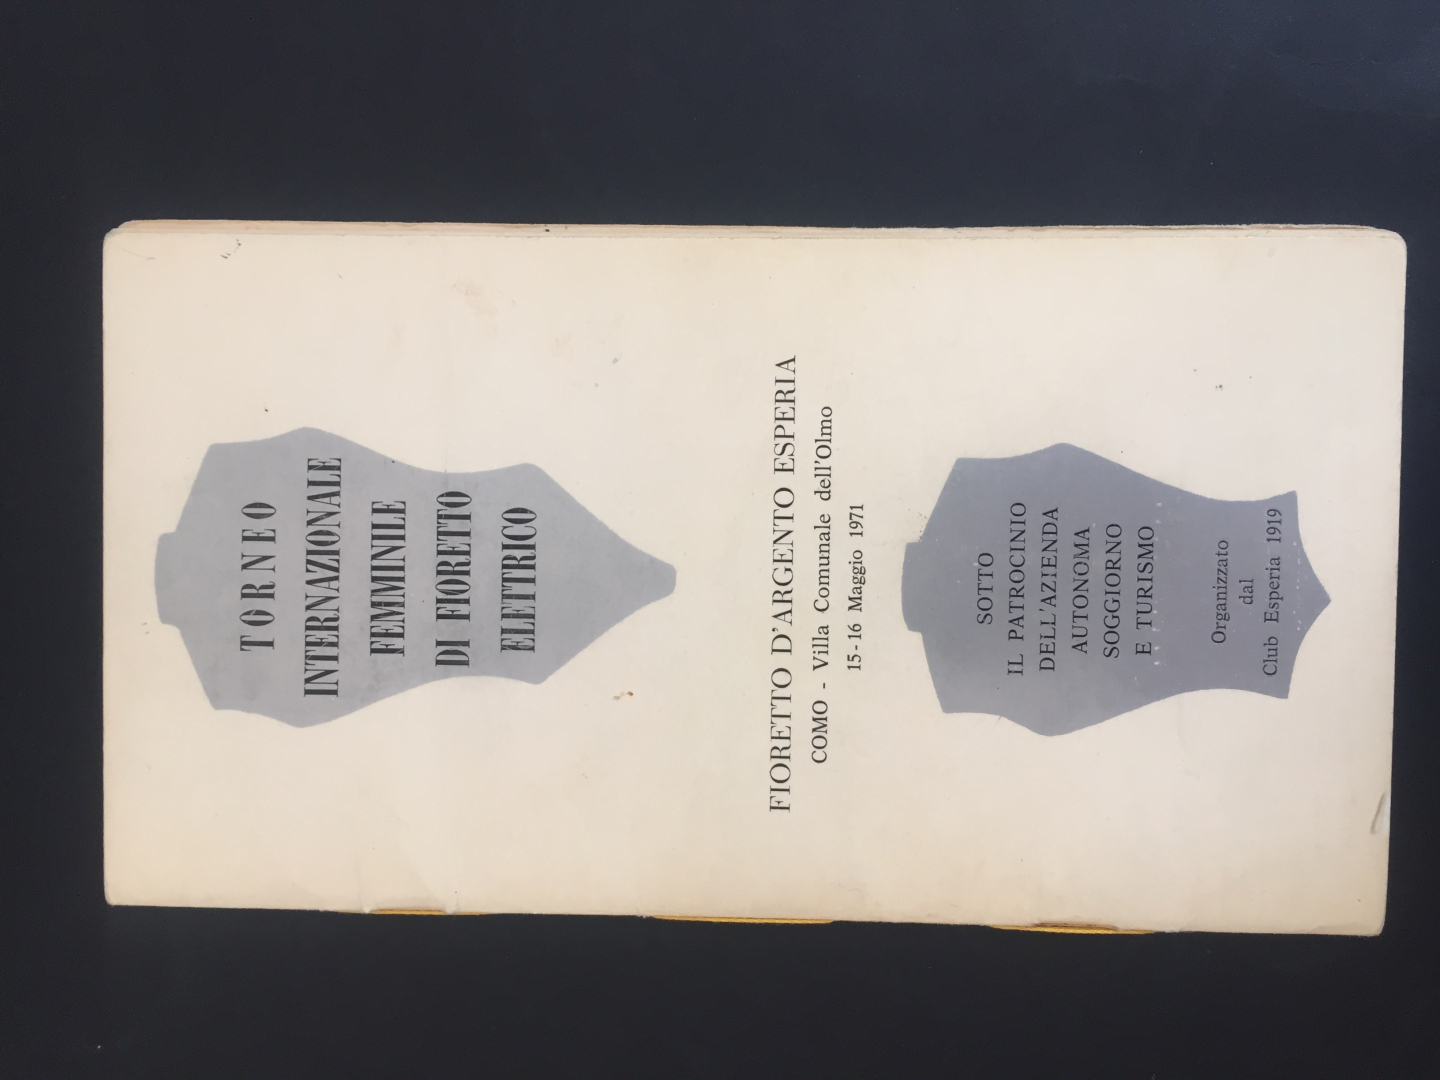 TORNEO
INTERNAZIONALE
FEMMINILE
DI FIORETTO
ELETTRICO
FIORETTO D'ARGENTO ESPERIA
COMO - Villa Comunale dell'Olmo
15-16 Maggio 1971
SOTTO
IL PATROCINIO
DELL'AZIENDA
AUTONOMA
SOGGIORNO
E TURISMO
Organizzato
dal
Club Esperia 1919